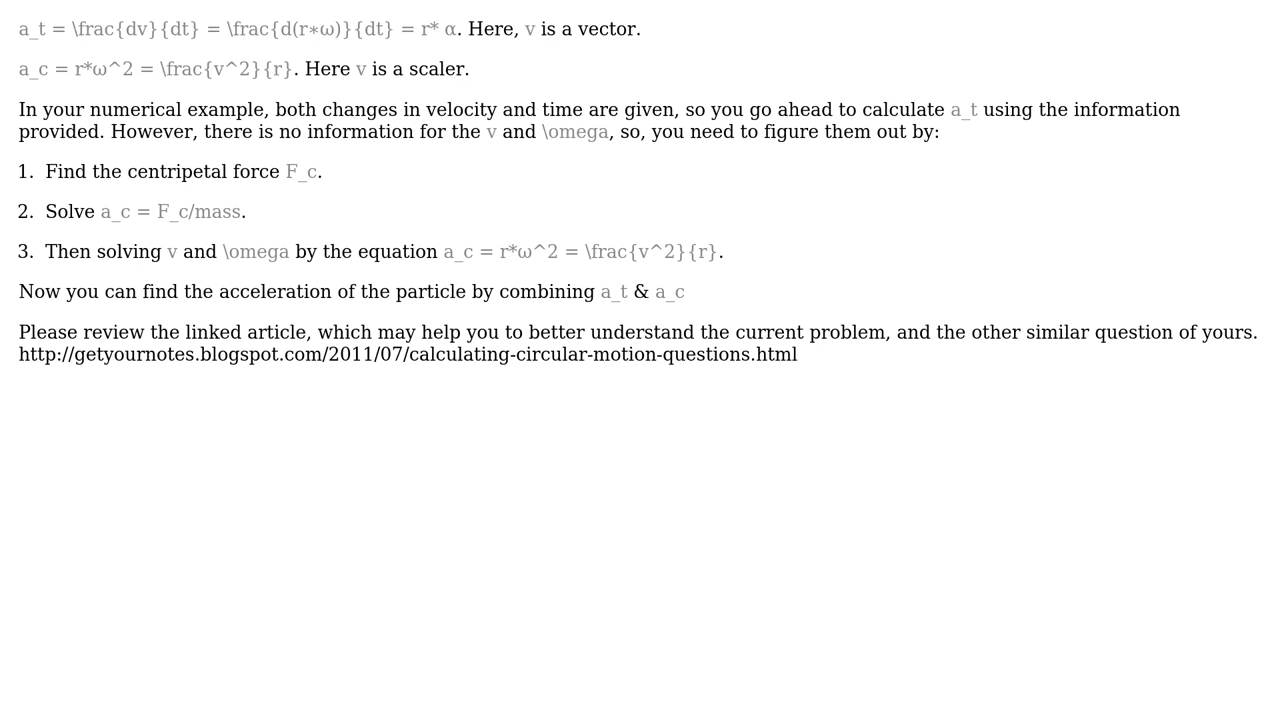 a_t = \frac{dv}{dt} = \frac{d(r∗ω)}{dt} = r* α. Here, v is a vector.
a_c = r*ω^2 = \frac{v^2}{r}. Here v is a scaler.
In your numerical example, both changes in velocity and time are given, so you go ahead to calculate a_t using the information
provided. However, there is no information for the v and \omega, so, you need to figure them out by:
1. Find the centripetal force F_c.
2. Solve a_c = F_c/mass.
3. Then solving v and \omega by the equation a_c = r*ω^2 = \frac{v^2}{r}.
Now you can find the acceleration of the particle by combining a_t & a_c
Please review the linked article, which may help you to better understand the current problem, and the other similar question of yours.
http://getyournotes.blogspot.com/2011/07/calculating-circular-motion-questions.html